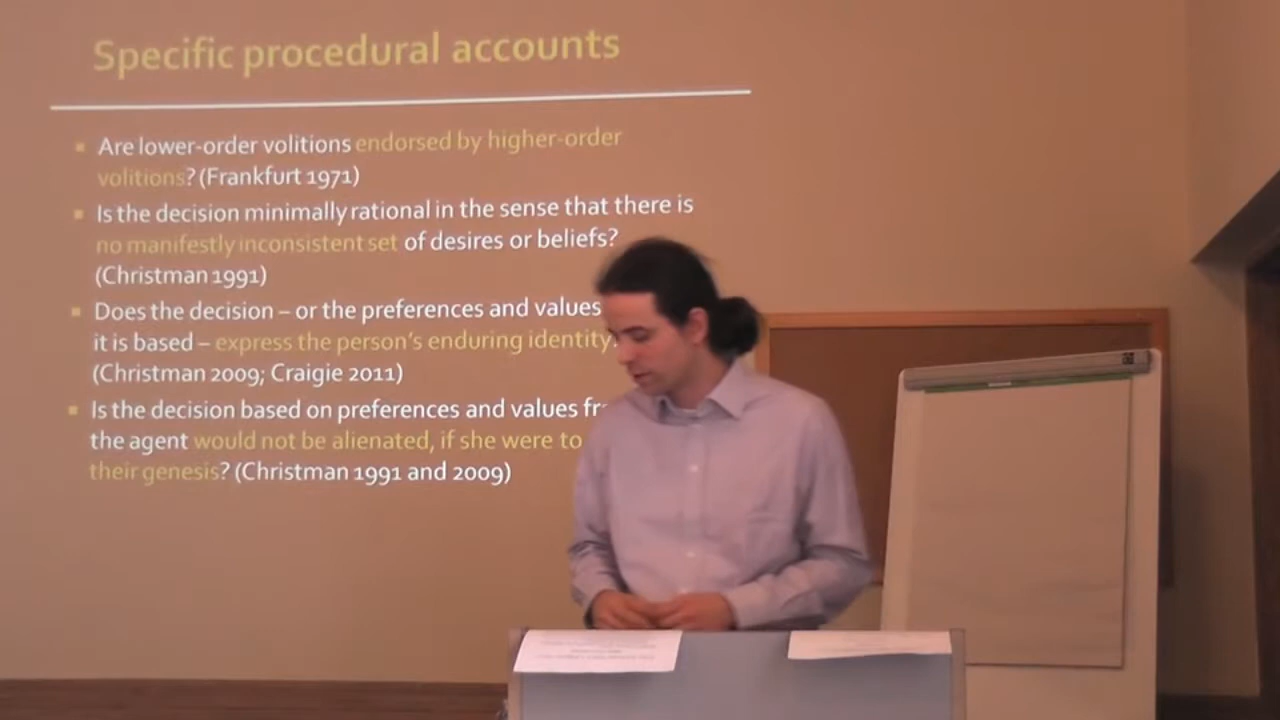 Specific procedural accounts
Are lower-order volitions endorsed by higher-order
volitions? (Frankfurt 1971)
Is the decision minimally rational in the sense that there is
no manifestly inconsistent set of desires or beliefs?
(Christman 1991)
Does the decision – or the preferences and values
it is based – express the person's enduring identity?
(Christman 2009; Craigie 2011)
Is the decision based on preferences and values
the agent would not be alienated, if she were to
their genesis? (Christman 1991 and 2009)